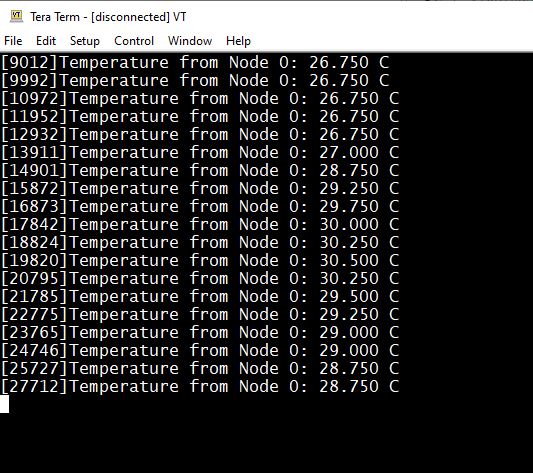 Tera Term - [disconnected] VT
File Edit Setup Control Window Help
[9012]Temperature from Node 0: 26.750 C
[9992]Temperature from Node 0: 26.750 C
[10972]Temperature from Node 0: 26.750 C
[11952]Temperature from Node 0: 26.750 C
[12932]Temperature from Node 0: 26.750 C
[13911]Temperature from Node 0: 27.000 C
[14901]Temperature from Node 0: 28.750 C
[15872]Temperature from Node 0: 29.250 C
[16873]Temperature from Node 0: 29.750 C
[17842]Temperature from Node 0: 30.000 C
[18824]Temperature from Node 0: 30.250 C
[19820]Temperature from Node 0: 30.500 C
[20795]Temperature from Node 0: 30.250 C
[21785]Temperature from Node 0: 29.500 C
[22775]Temperature from Node 0: 29.250 C
[23765]Temperature from Node 0: 29.000 C
[24746]Temperature from Node 0: 29.000 C
[25727]Temperature from Node 0: 28.750 C
[27712]Temperature from Node 0: 28.750 C